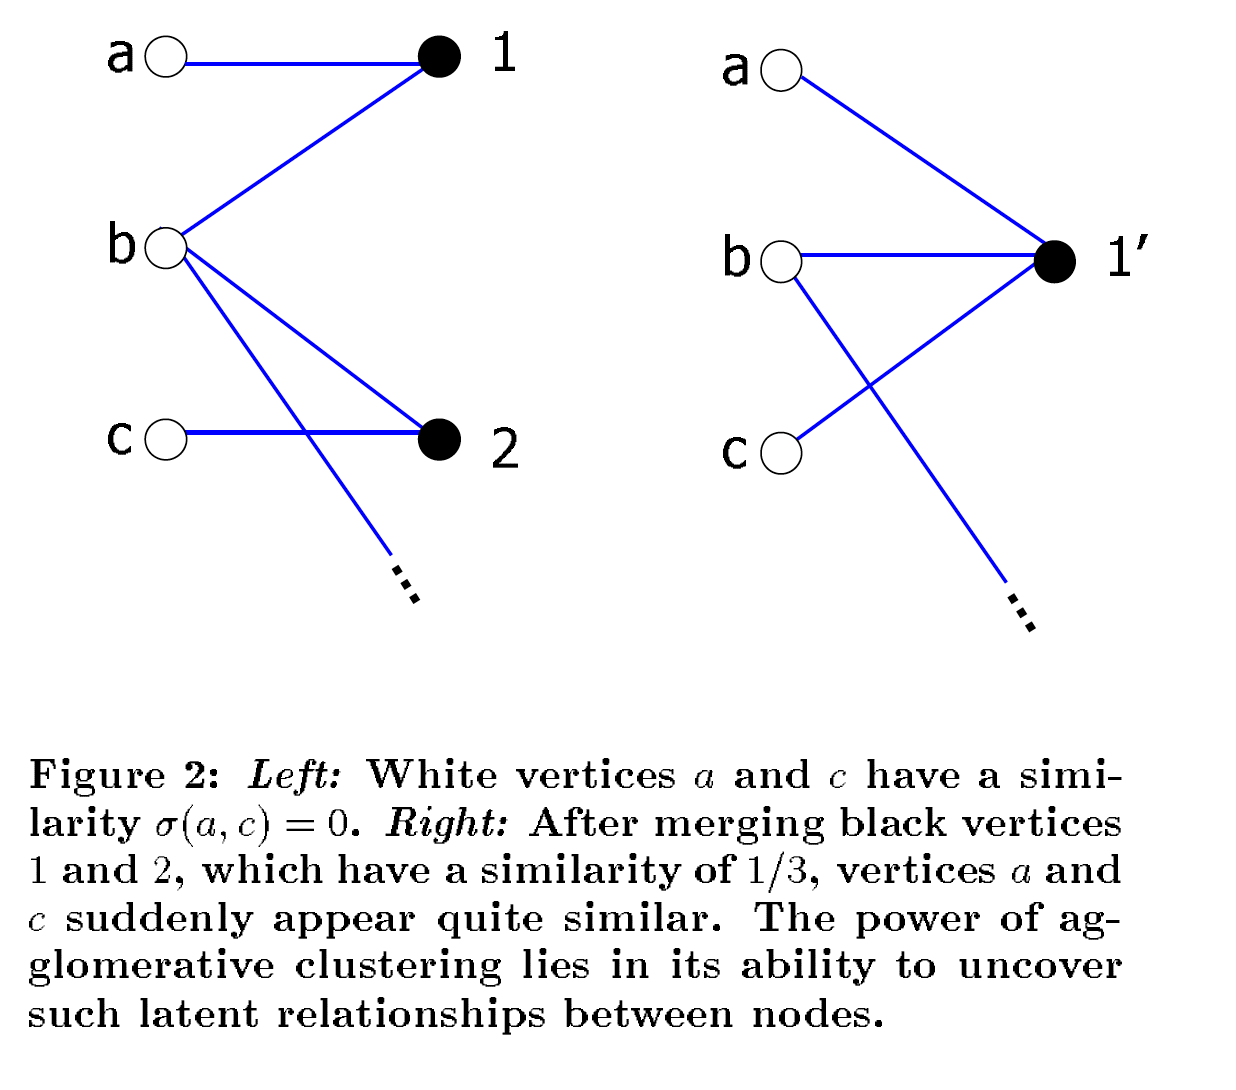 a
1
b
c
2
a
b
1′
c
Figure 2: Left: White vertices a and c have a simi-
larity σ(a, c) = 0. Right: After merging black vertices
1 and 2, which have a similarity of 1/3, vertices a and
c suddenly appear quite similar. The power of ag-
glomerative clustering lies in its ability to uncover
such latent relationships between nodes.